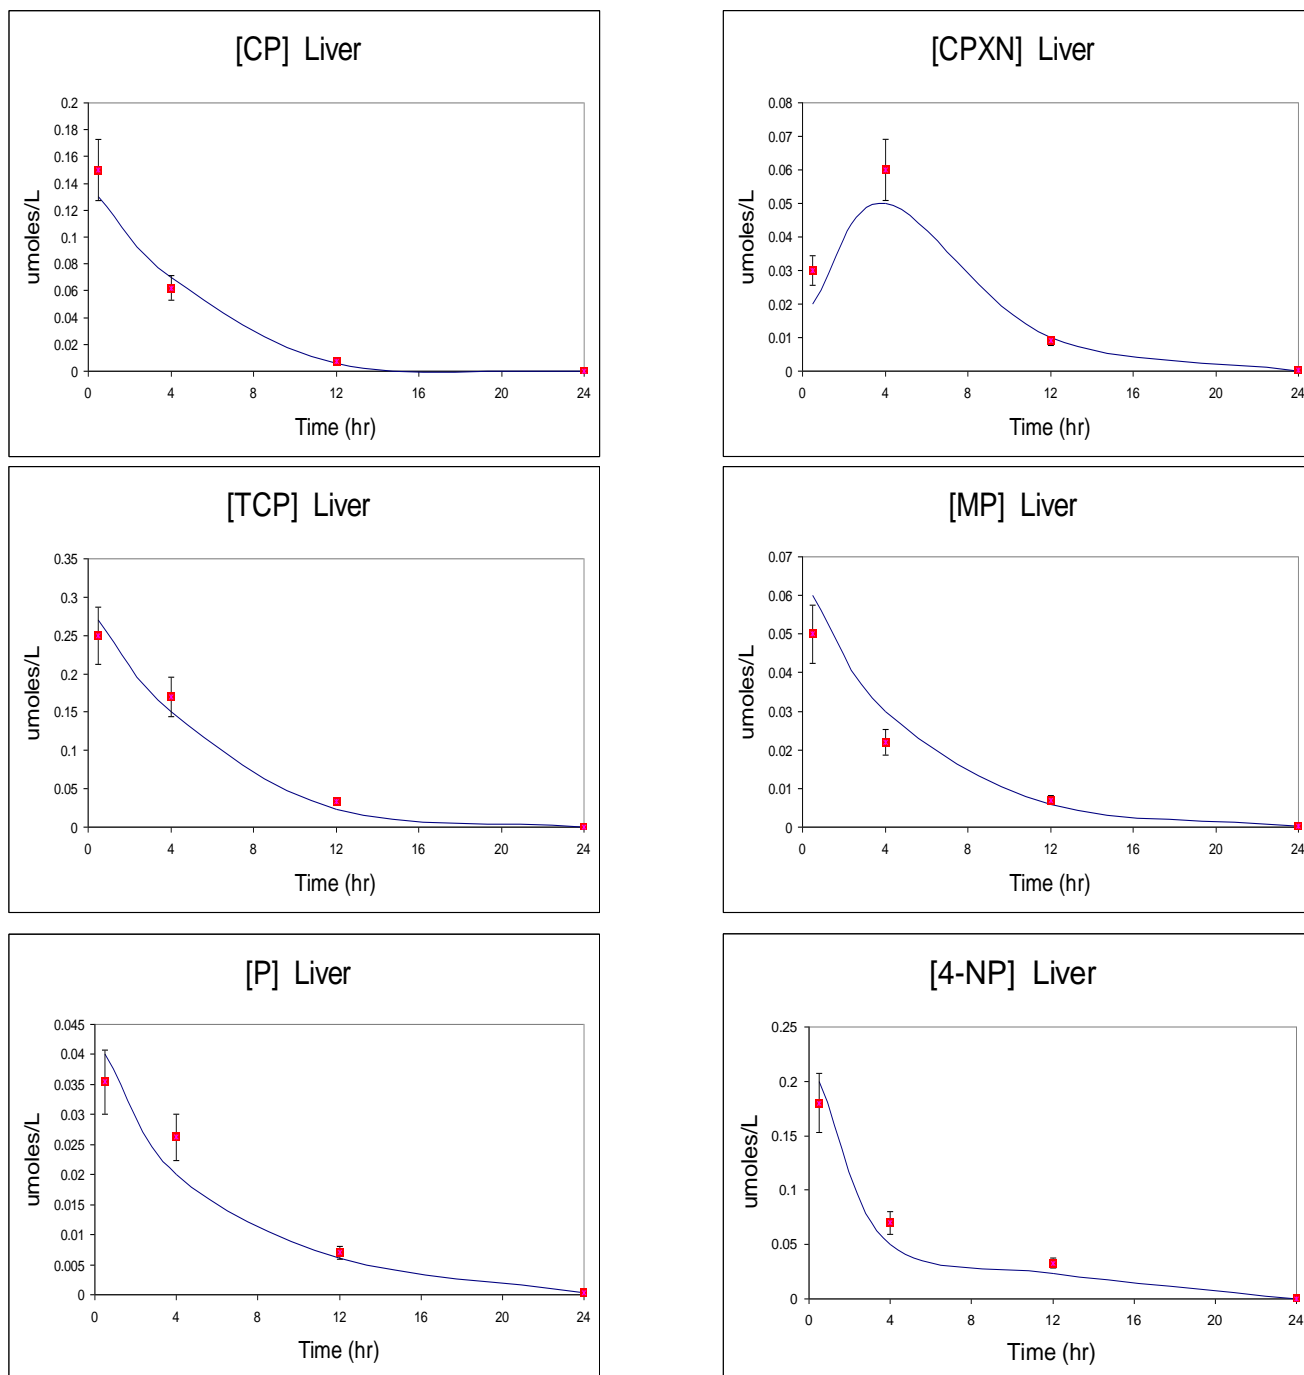 [CP] Liver
0.2
0.18
0.16
0.14
0.12
0.1
0.08
0.06
0.04
0.02
0
umoles/L
0 4 8 12 16 20 24
Time (hr)
[CPXN] Liver
0.08
0.07
0.06
0.05
0.04
0.03
0.02
0.01
0
umoles/L
0 4 8 12 16 20 24
Time (hr)
[TCP] Liver
0.35
0.3
0.25
0.2
0.15
0.1
0.05
0
umoles/L
0 4 8 12 16 20 24
Time (hr)
[MP] Liver
0.07
0.06
0.05
0.04
0.03
0.02
0.01
0
umoles/L
0 4 8 12 16 20 24
Time (hr)
[P] Liver
0.045
0.04
0.035
0.03
0.025
0.02
0.015
0.01
0.005
0
umoles/L
0 4 8 12 16 20 24
Time (hr)
[4-NP] Liver
0.25
0.2
0.15
0.1
0.05
0
umoles/L
0 4 8 12 16 20 24
Time (hr)